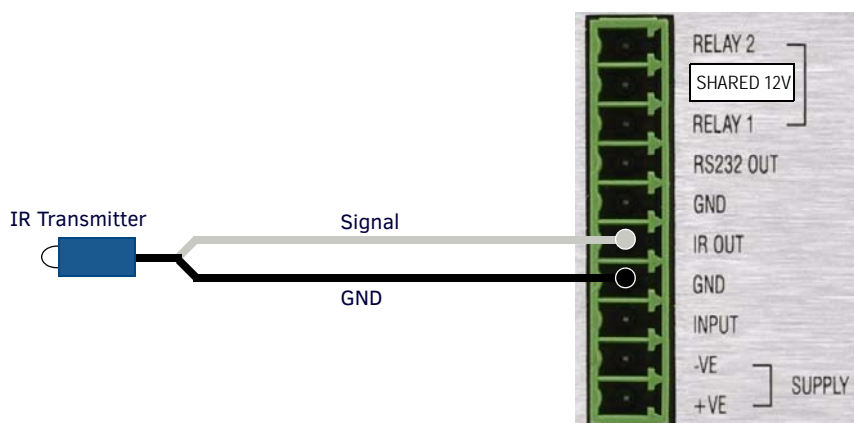 RELAY 2
SHARED 12V
RELAY 1
RS232 OUT
GND
IR Transmitter
Signal
IR OUT
GND
GND
INPUT
-VE
SUPPLY
+VE